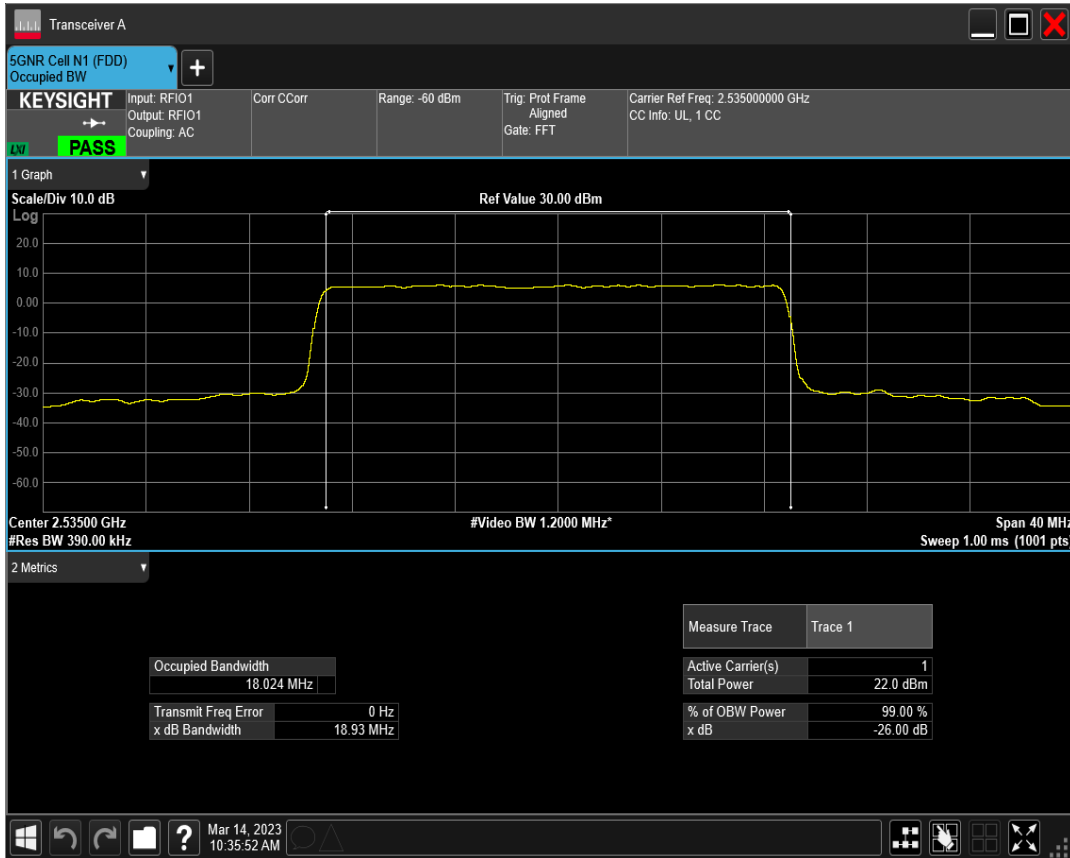 Transceiver A
5GNR Cell N1 (FDD)
Occupied BW
+
KEYSIGHT
LXI
PASS
Input: RFIO1
Output: RFIO1
Coupling: AC
Corr CCorr
Range: -60 dBm
Trig: Prot Frame
Aligned
Gate: FFT
Carrier Ref Freq: 2.535000000 GHz
CC Info: UL, 1 CC
1 Graph
Scale/Div 10.0 dB
Ref Value 30.00 dBm
Log
20.0
10.0
0.00
-10.0
-20.0
-30.0
-40.0
-50.0
-60.0
Center 2.53500 GHz
#Video BW 1.2000 MHz*
Span 40 MHz
#Res BW 390.00 kHz
Sweep 1.00 ms (1001 pts)
2 Metrics
Measure Trace Trace 1
Occupied Bandwidth
18.024 MHz
Transmit Freq Error 0 Hz
x dB Bandwidth 18.93 MHz
Active Carrier(s) 1
Total Power 22.0 dBm
% of OBW Power 99.00 %
x dB -26.00 dB
?
Mar 14, 2023
10:35:52 AM